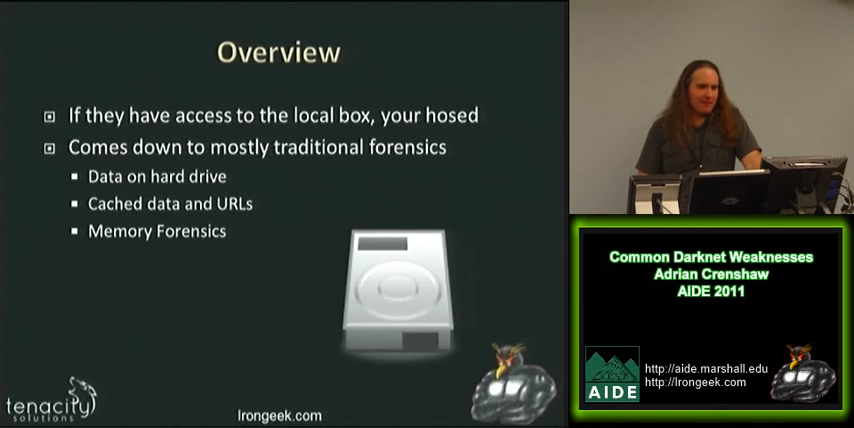 Overview
If they have access to the local box, your hosed
Comes down to mostly traditional forensics
Data on hard drive
Cached data and URLs
Memory Forensics
tenacity
solutions
Irongeek.com
Common Darknet Weaknesses
Adrian Crenshaw
AIDE 2011
AIDE
http://aide.marshall.edu
http://Irongeek.com